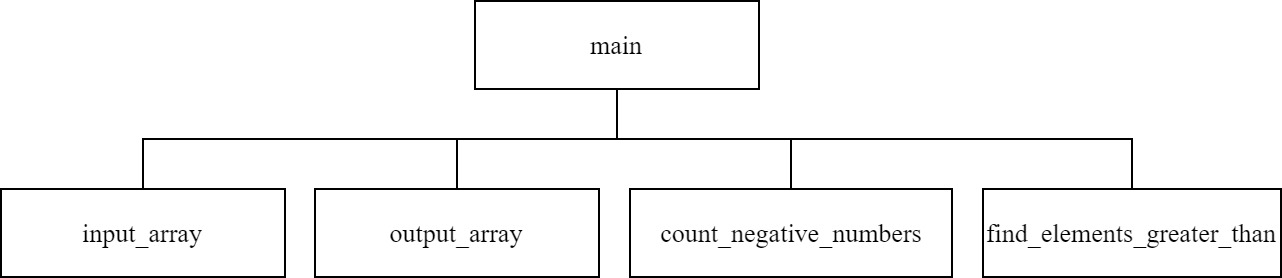 main
input_array
output_array
count_negative_numbers
find_elements_greater_than